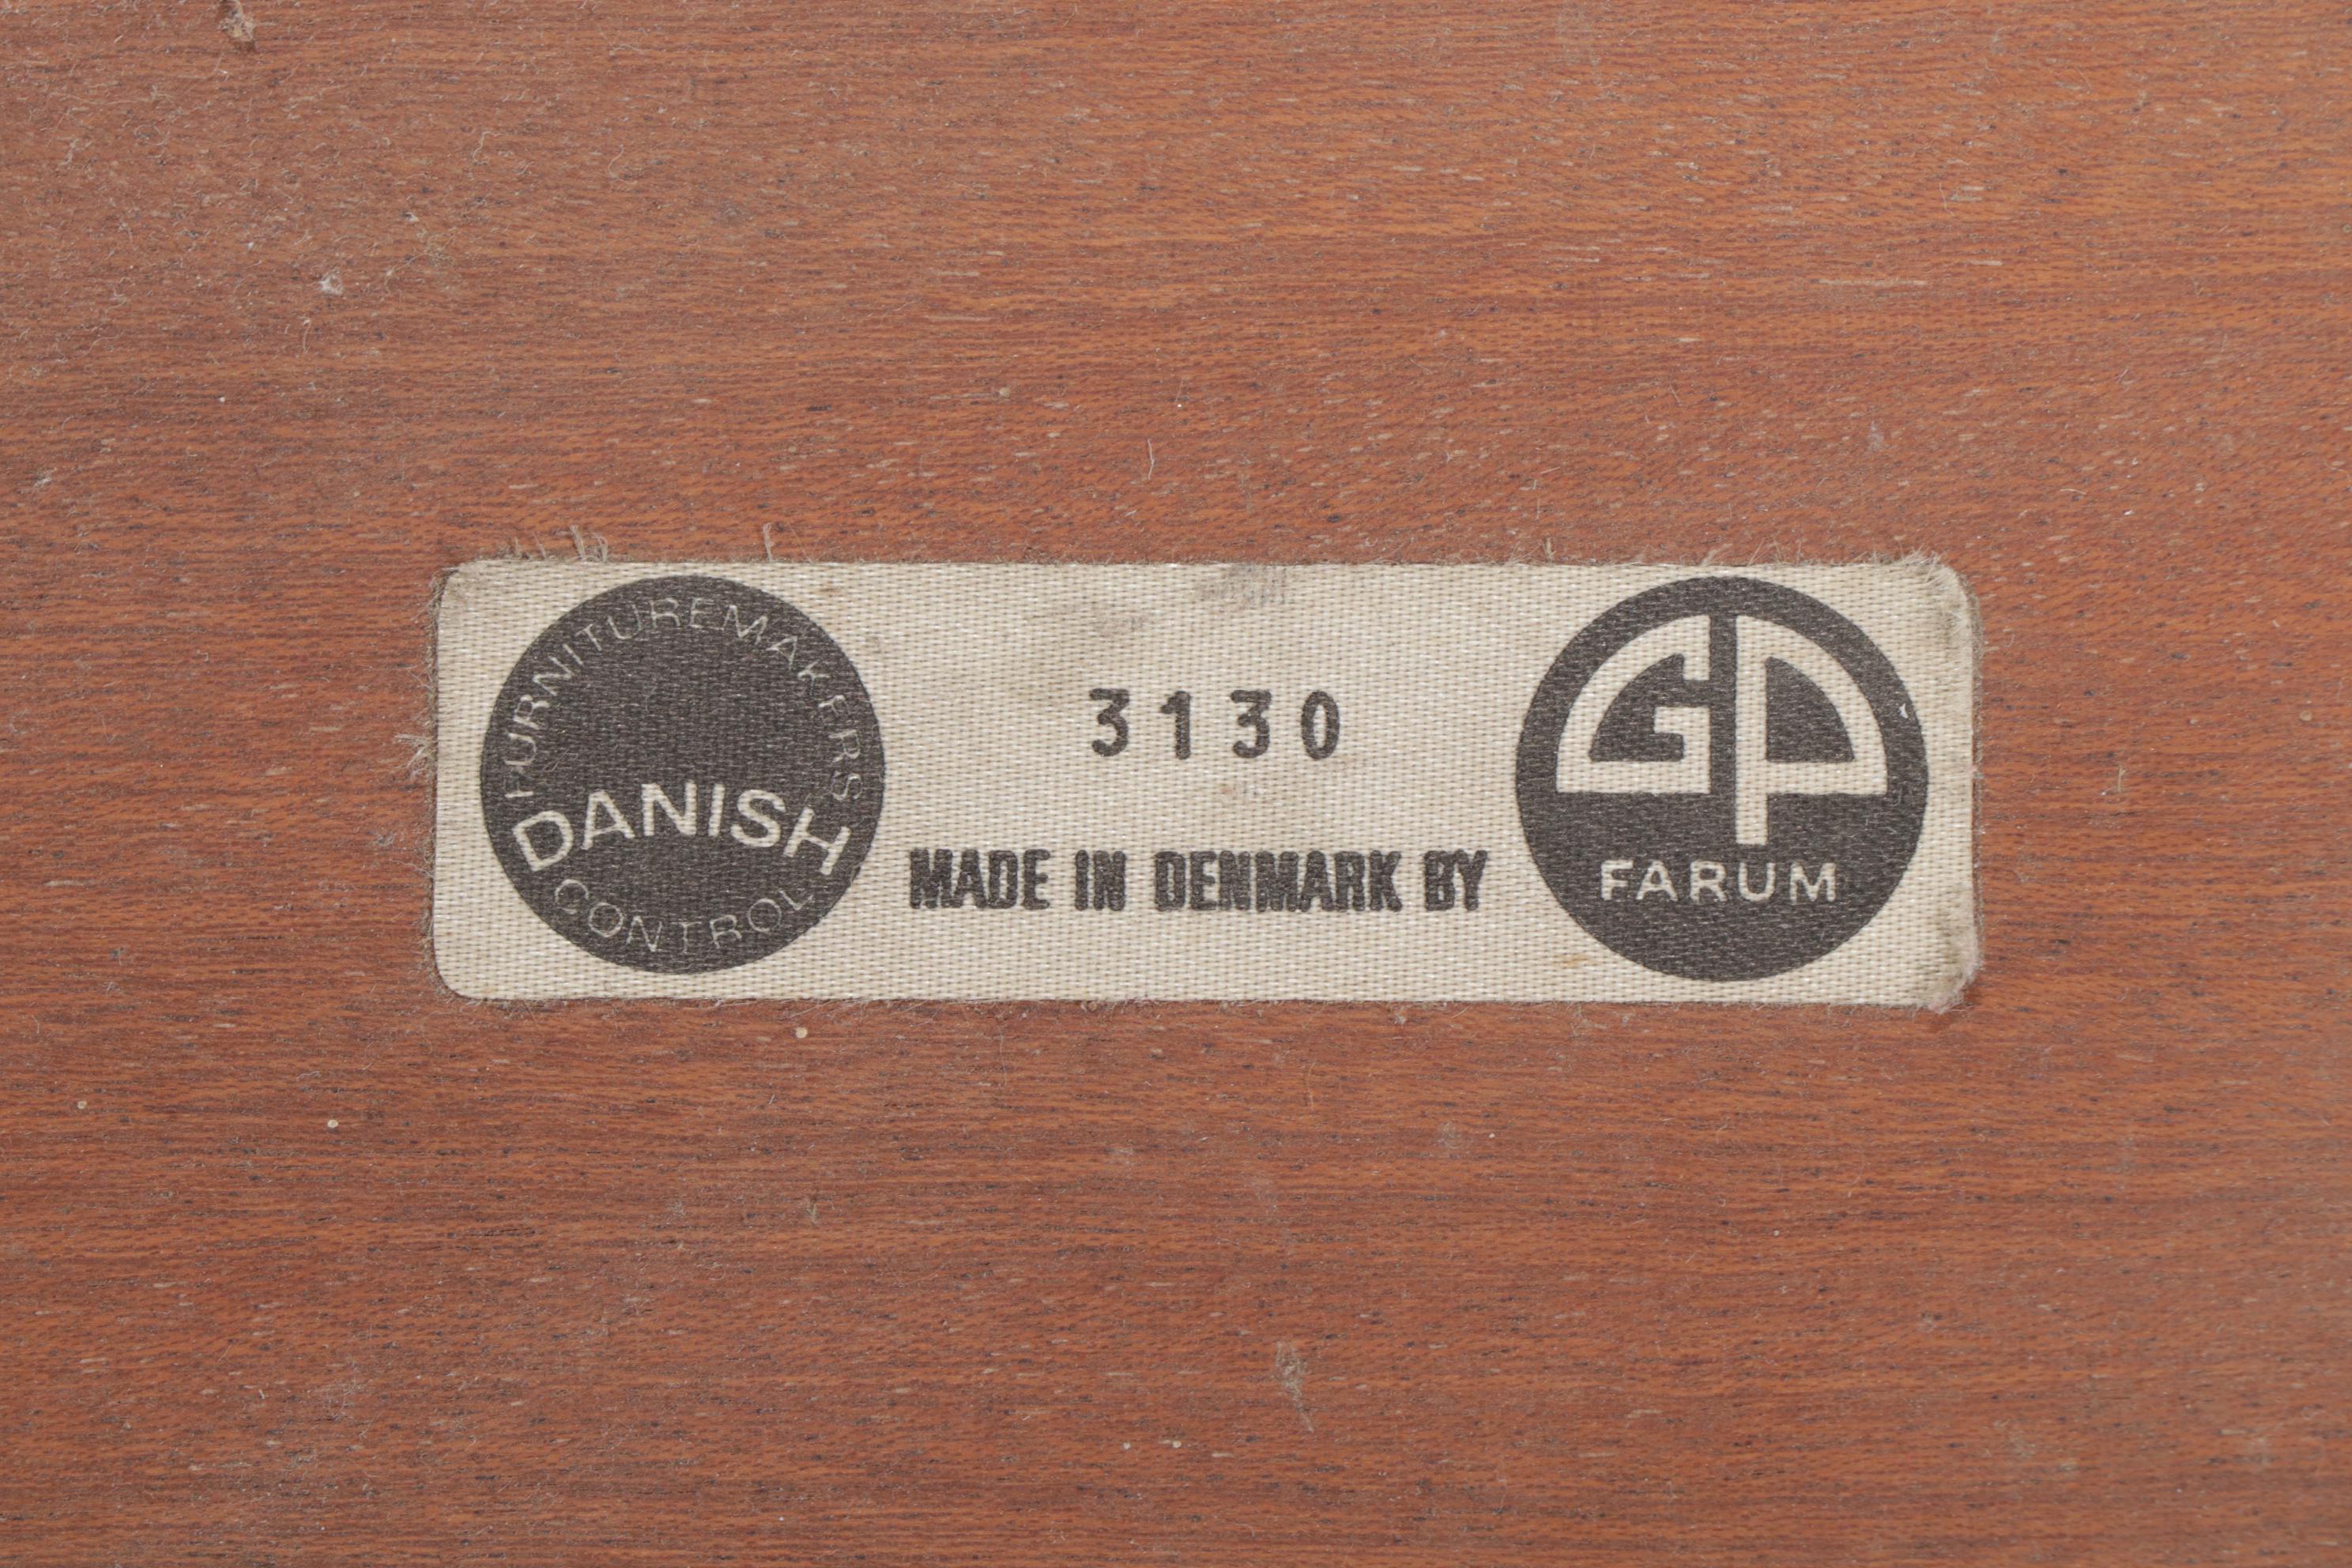 FURNITUREMAKERS
DANISH
CONTROL
3130
MADE IN DENMARK BY
GP
FARUM